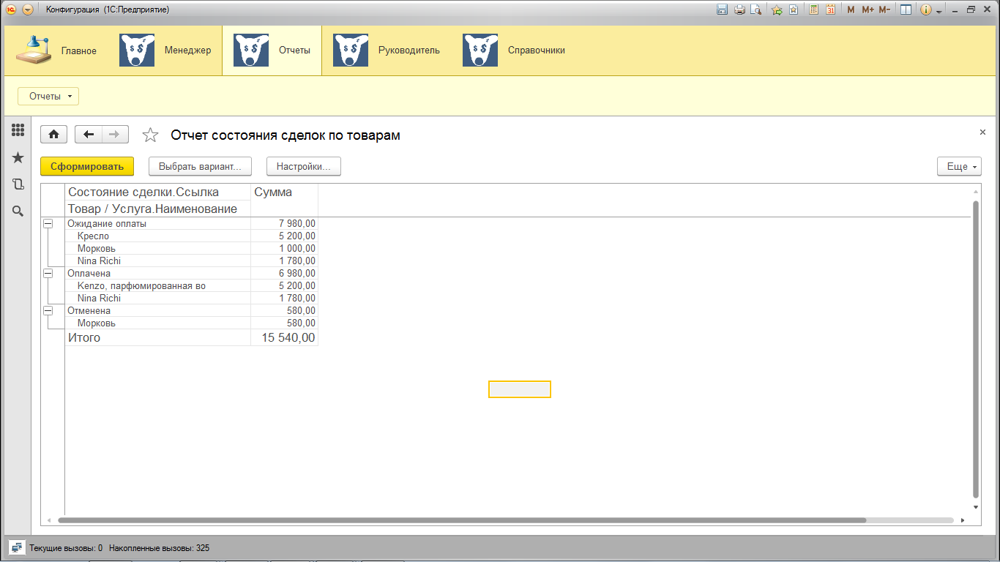 Конфигурация (1С:Предприятие)
M M+ M-
Главное
Менеджер
Отчеты
Руководитель
Справочники
Отчеты
Отчет состояния сделок по товарам
Сформировать
Выбрать вариант...
Настройки...
Еще
Состояние сделки.Ссылка Сумма
Товар / Услуга.Наименование
Ожидание оплаты 7 980,00
Кресло 5 200,00
Морковь 1 000,00
Nina Richi 1 780,00
Оплачена 6 980,00
Kenzo, парфюмированная во 5 200,00
Nina Richi 1 780,00
Отменена 580,00
Морковь 580,00
Итого 15 540,00
Текущие вызовы: 0 Накопленные вызовы: 325